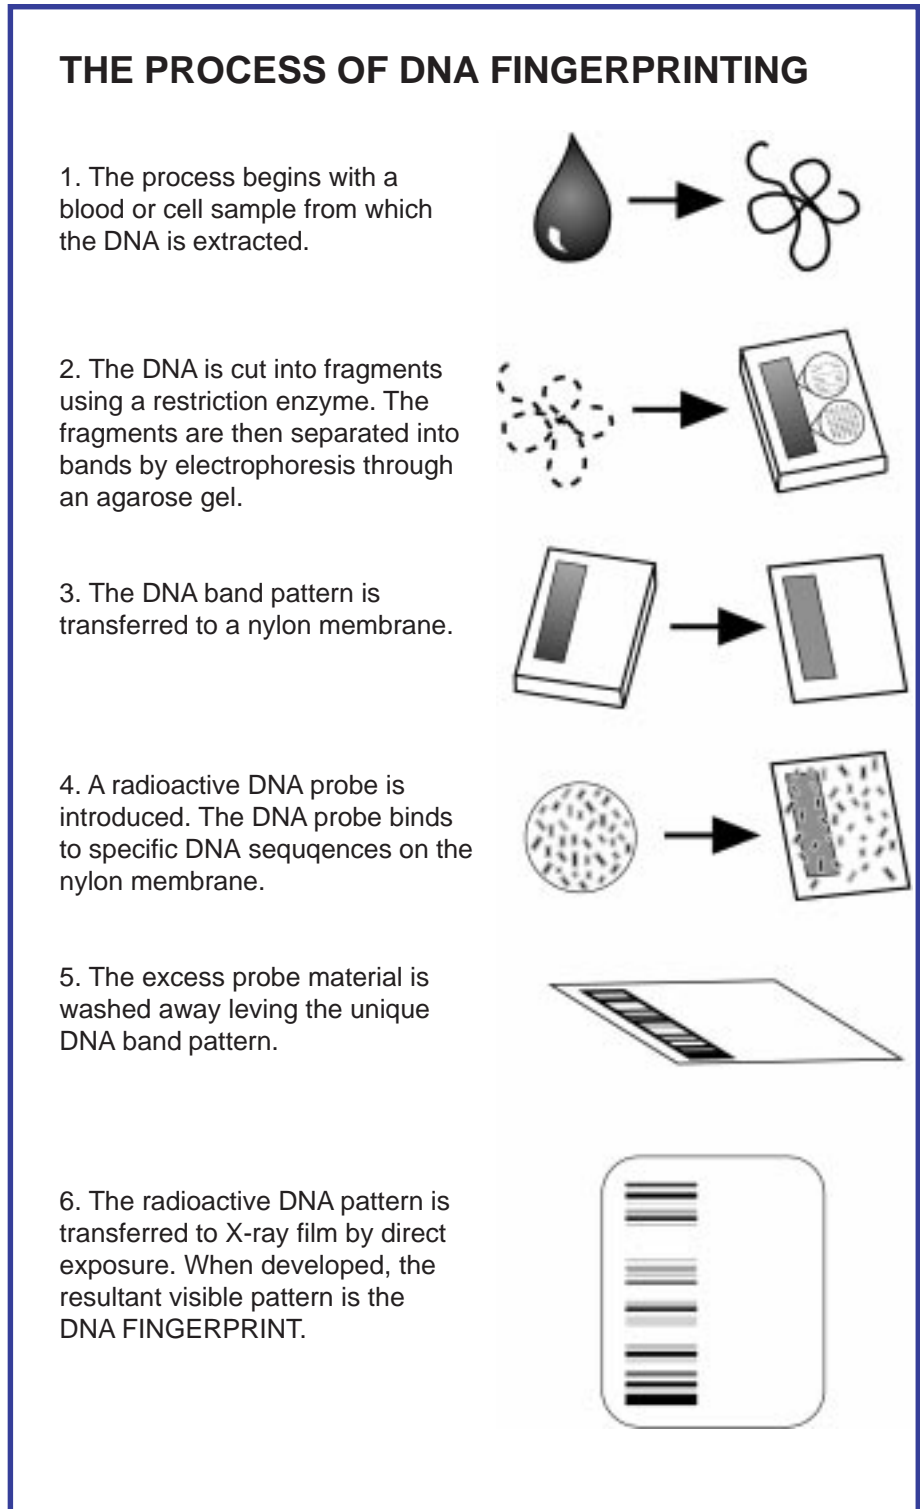 THE PROCESS OF DNA FINGERPRINTING
1. The process begins with a
blood or cell sample from which
the DNA is extracted.
2. The DNA is cut into fragments
using a restriction enzyme. The
fragments are then separated into
bands by electrophoresis through
an agarose gel.
3. The DNA band pattern is
transferred to a nylon membrane.
4. A radioactive DNA probe is
introduced. The DNA probe binds
to specific DNA sequqences on the
nylon membrane.
5. The excess probe material is
washed away leving the unique
DNA band pattern.
6. The radioactive DNA pattern is
transferred to X-ray film by direct
exposure. When developed, the
resultant visible pattern is the
DNA FINGERPRINT.